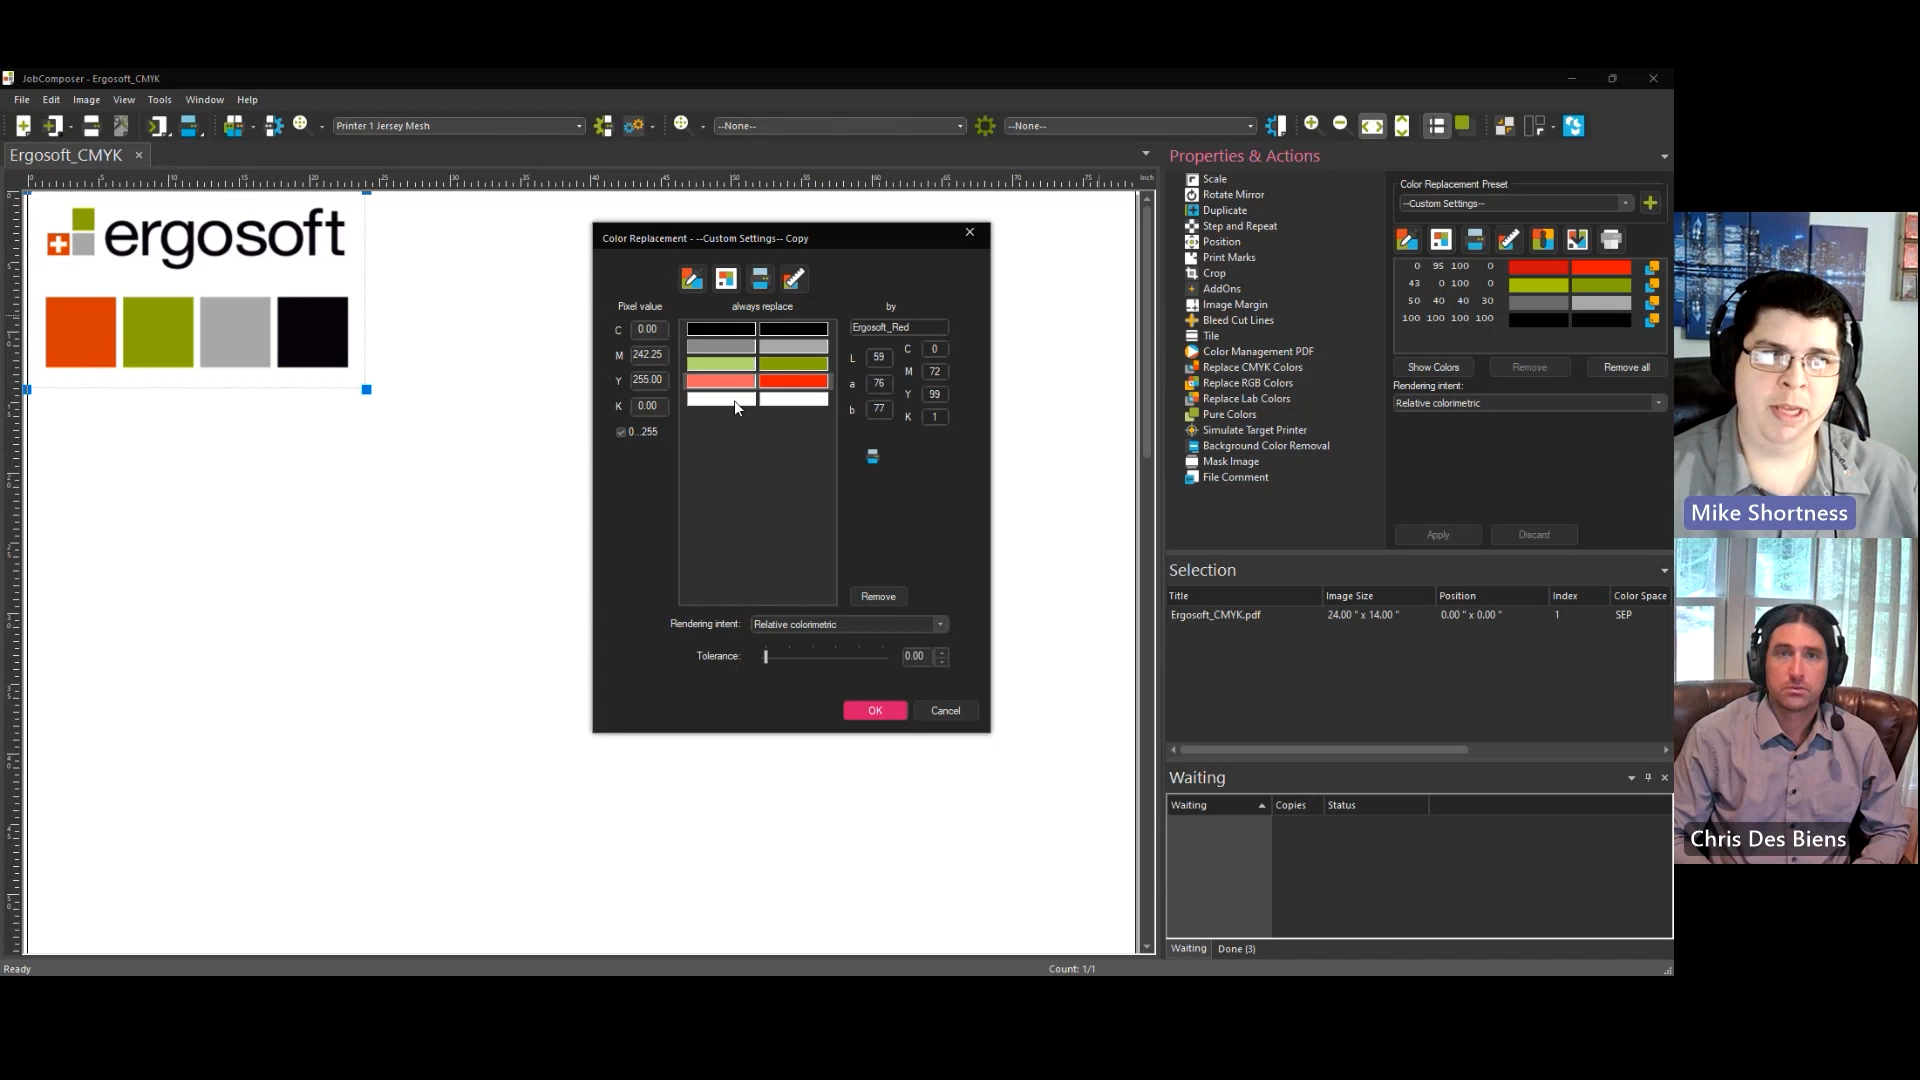 JobComposer - Ergosoft_CMYK
File Edit Image View Tools Window Help
Printer 1 Jersey Mesh --None-- --None--
Ergosoft_CMYK
ergosoft
Color Replacement - --Custom Settings-- Copy
Pixel value always replace by
C 0.00
M 242.25
Y 255.00
K 0.00
0...255
Ergosoft_Red
L 59
a 76
b 77
C 0
M 72
Y 99
K 1
Remove
Rendering intent: Relative colorimetric
Tolerance: 0.00
OK Cancel
Properties & Actions
Scale
Rotate Mirror
Duplicate
Step and Repeat
Position
Print Marks
Crop
AddOns
Image Margin
Bleed Cut Lines
Tile
Color Management PDF
Replace CMYK Colors
Replace RGB Colors
Replace Lab Colors
Pure Colors
Simulate Target Printer
Background Color Removal
Mask Image
File Comment
Color Replacement Preset
--Custom Settings--
0 95 100 0
43 0 100 0
50 40 40 30
100 100 100 100
Show Colors Remove Remove all
Rendering intent:
Relative colorimetric
Apply Discard
Selection
Title Image Size Position Index Color Space
Ergosoft_CMYK.pdf 24.00 " x 14.00 " 0.00 " x 0.00 " 1 SEP
Waiting
Waiting Copies Status
Waiting Done (3)
Ready Count: 1/1
Mike Shortness
Chris Des Biens